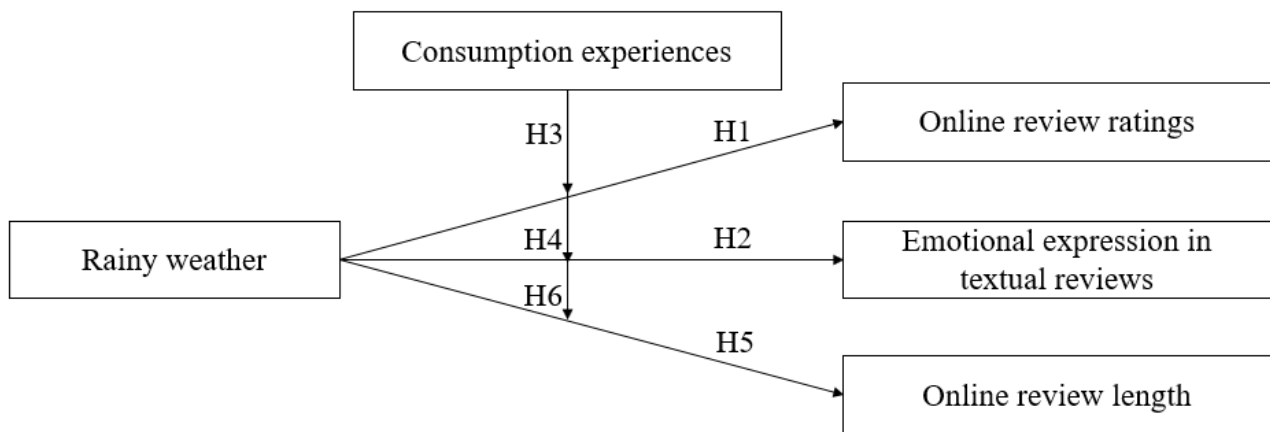 Consumption experiences
H3
H1
Online review ratings
Rainy weather
H4
H2
Emotional expression in
textual reviews
H6
H5
Online review length